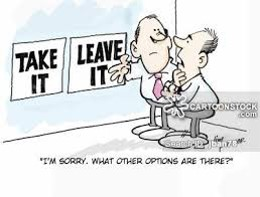 TAKE
IT
LEAVE
IT
CARTOONSTOCK
.com
"I'M SORRY. WHAT OTHER OPTIONS ARE THERE?"